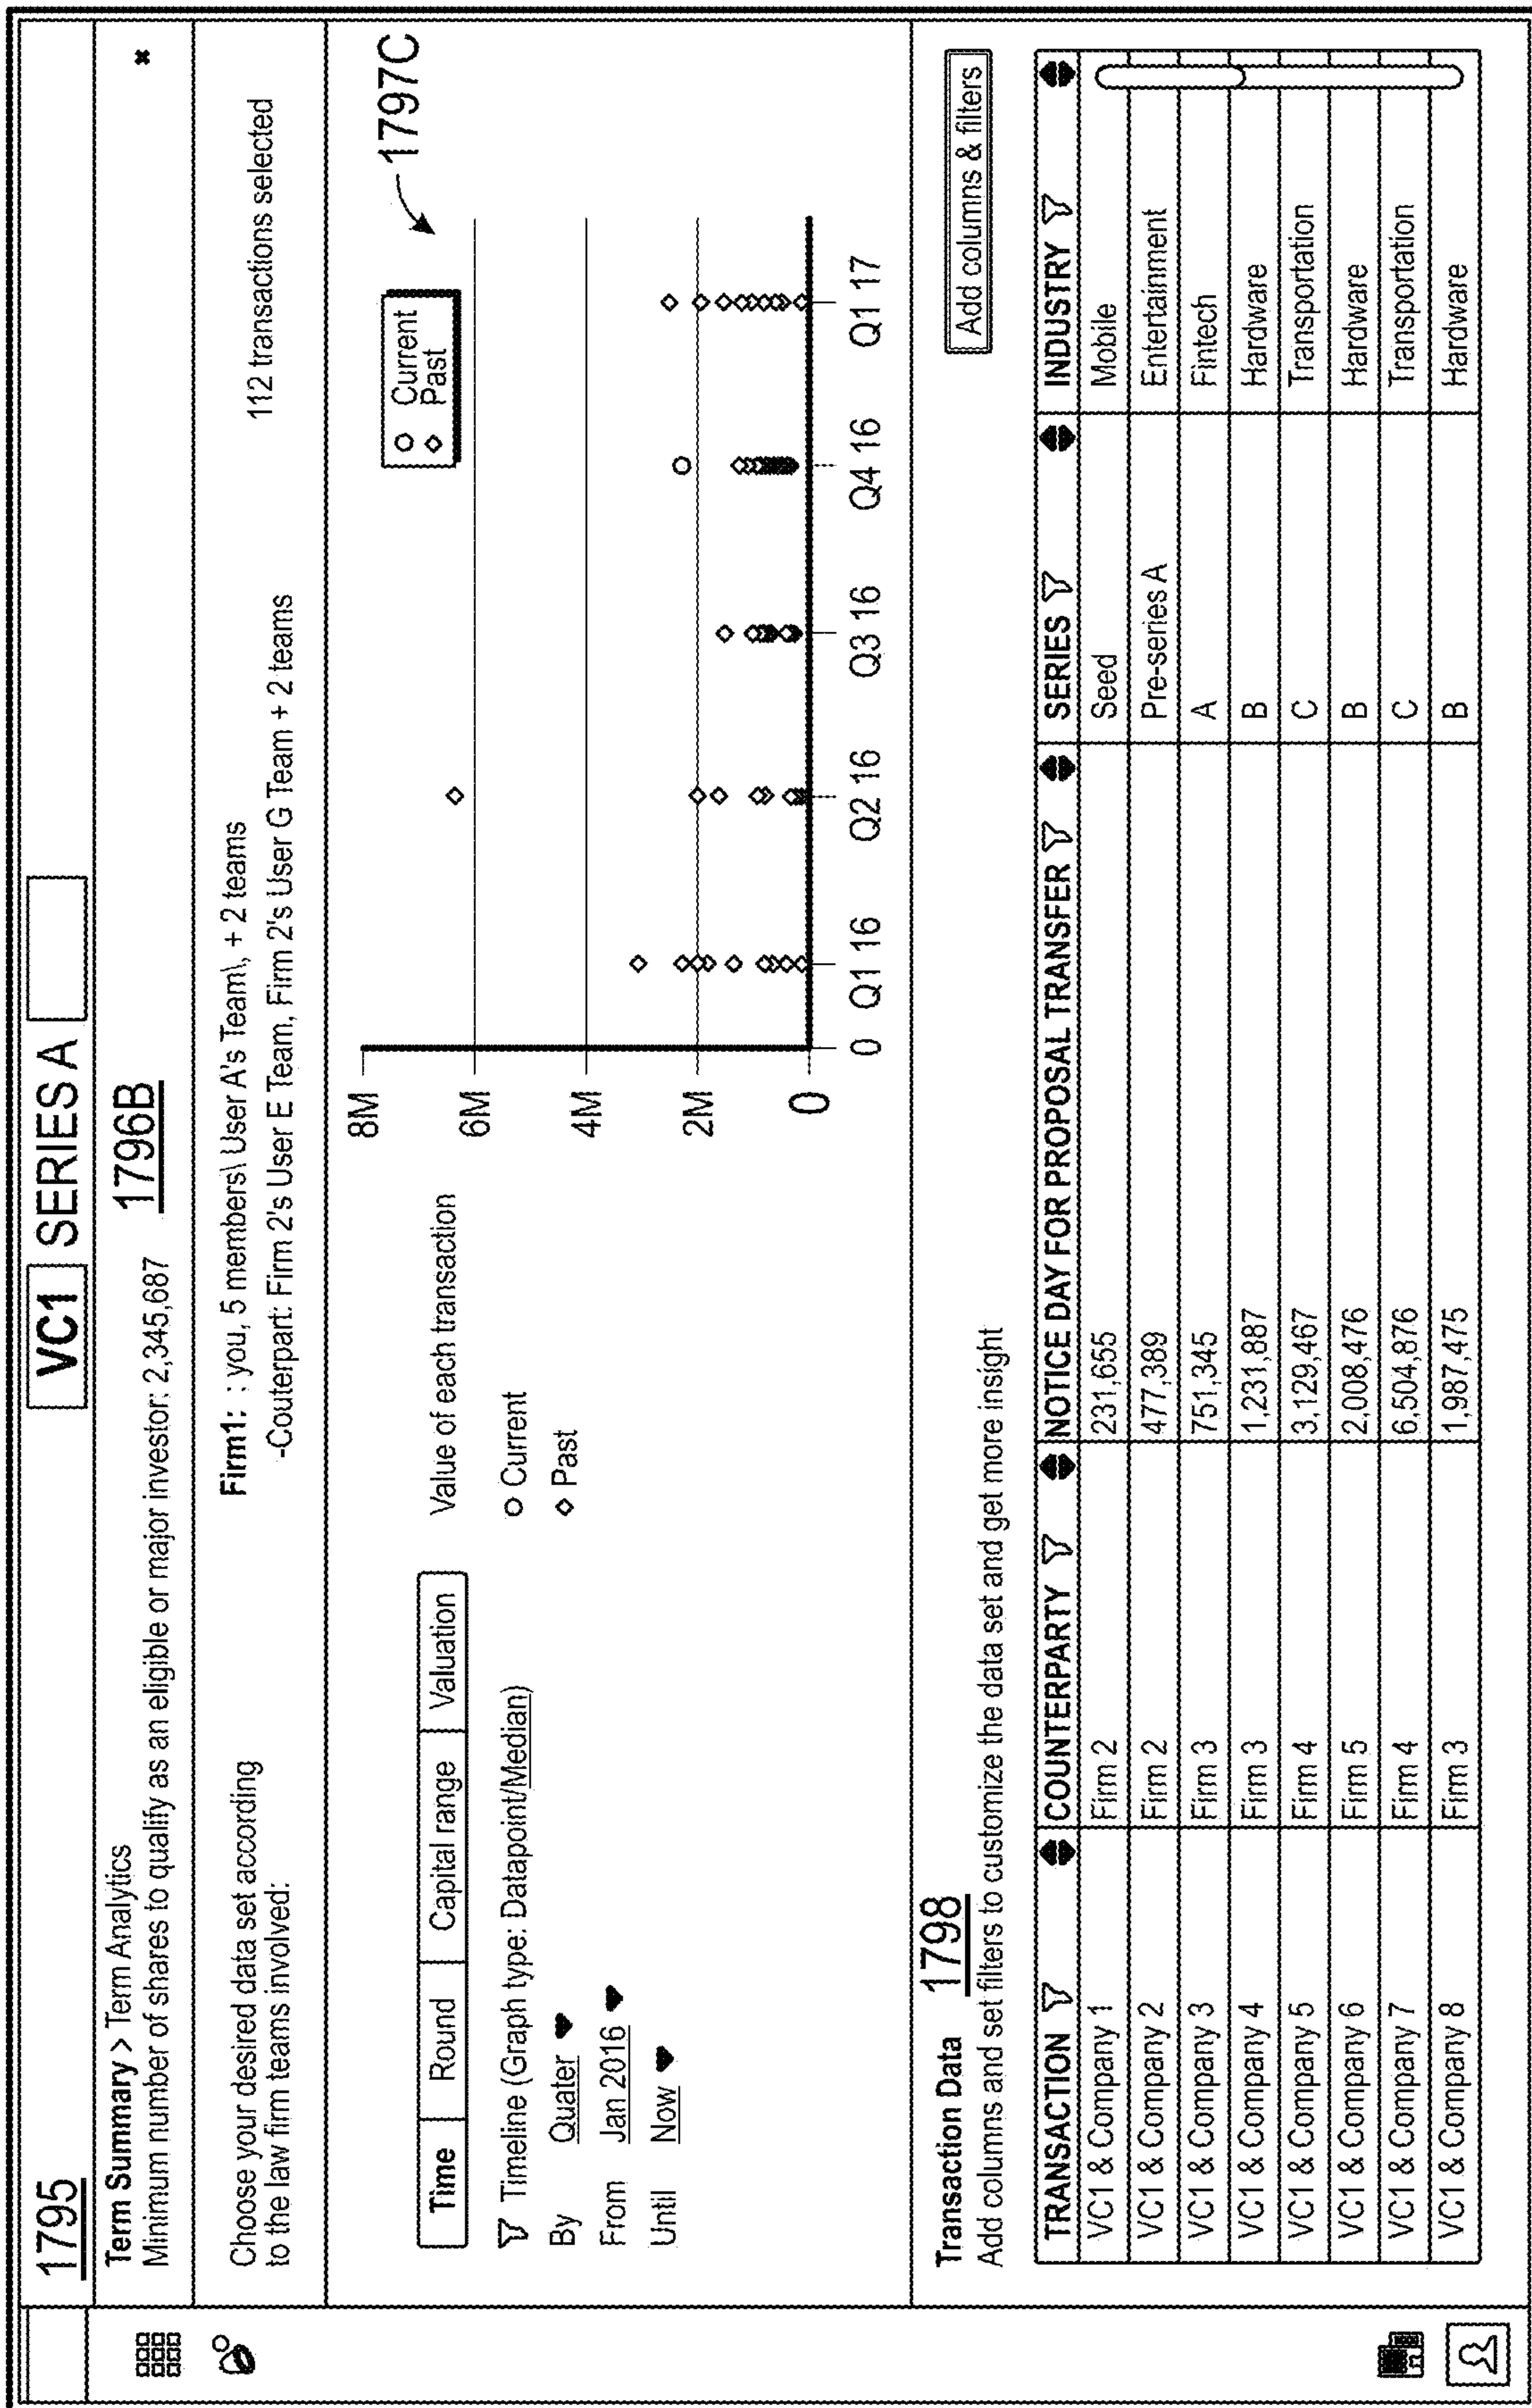 1795
VC1 SERIES A
Term Summary > Term Analytics
1796B
Minimum number of shares to qualify as an eligible or major investor: 2,345,687
Choose your desired data set according
to the law firm teams involved:
Firm1: : you, 5 members\ User A's Team\, + 2 teams
-Couterpart: Firm 2's User E Team, Firm 2's User G Team + 2 teams
112 transactions selected
Time Round Capital range Valuation
Timeline (Graph type: Datapoint/Median)
By Quater
From Jan 2016
Until Now
Value of each transaction
Current
Past
Current
Past
1797C
8M
6M
4M
2M
0
0 Q1 16 Q2 16 Q3 16 Q4 16 Q1 17
Transaction Data 1798
Add columns and set filters to customize the data set and get more insight
Add columns & filters
TRANSACTION COUNTERPARTY NOTICE DAY FOR PROPOSAL TRANSFER SERIES INDUSTRY
VC1 & Company 1 Firm 2 231,655 Seed Mobile
VC1 & Company 2 Firm 2 477,389 Pre-series A Entertainment
VC1 & Company 3 Firm 3 751,345 A Fintech
VC1 & Company 4 Firm 3 1,231,887 B Hardware
VC1 & Company 5 Firm 4 3,129,467 C Transportation
VC1 & Company 6 Firm 5 2,008,476 B Hardware
VC1 & Company 7 Firm 4 6,504,876 C Transportation
VC1 & Company 8 Firm 3 1,987,475 B Hardware